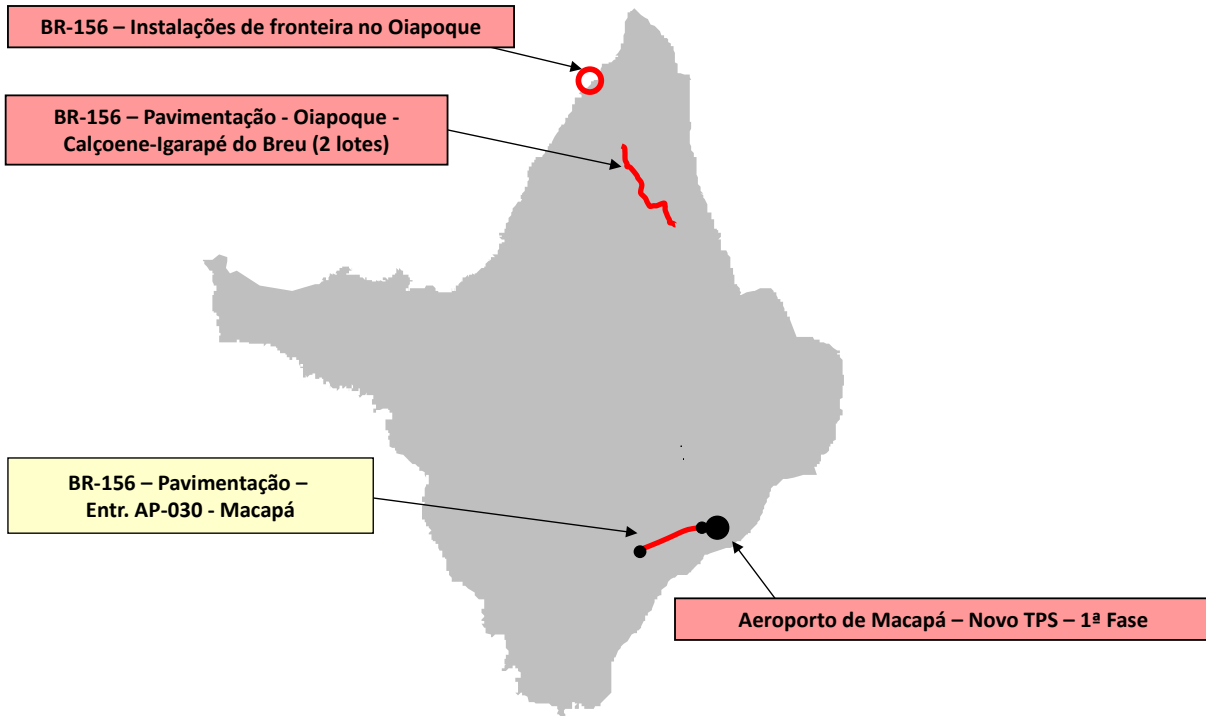 BR-156 – Instalações de fronteira no Oiapoque
BR-156 – Pavimentação - Oiapoque -
Calçoene-Igarapé do Breu (2 lotes)
BR-156 – Pavimentação –
Entr. AP-030 - Macapá
Aeroporto de Macapá – Novo TPS – 1ª Fase